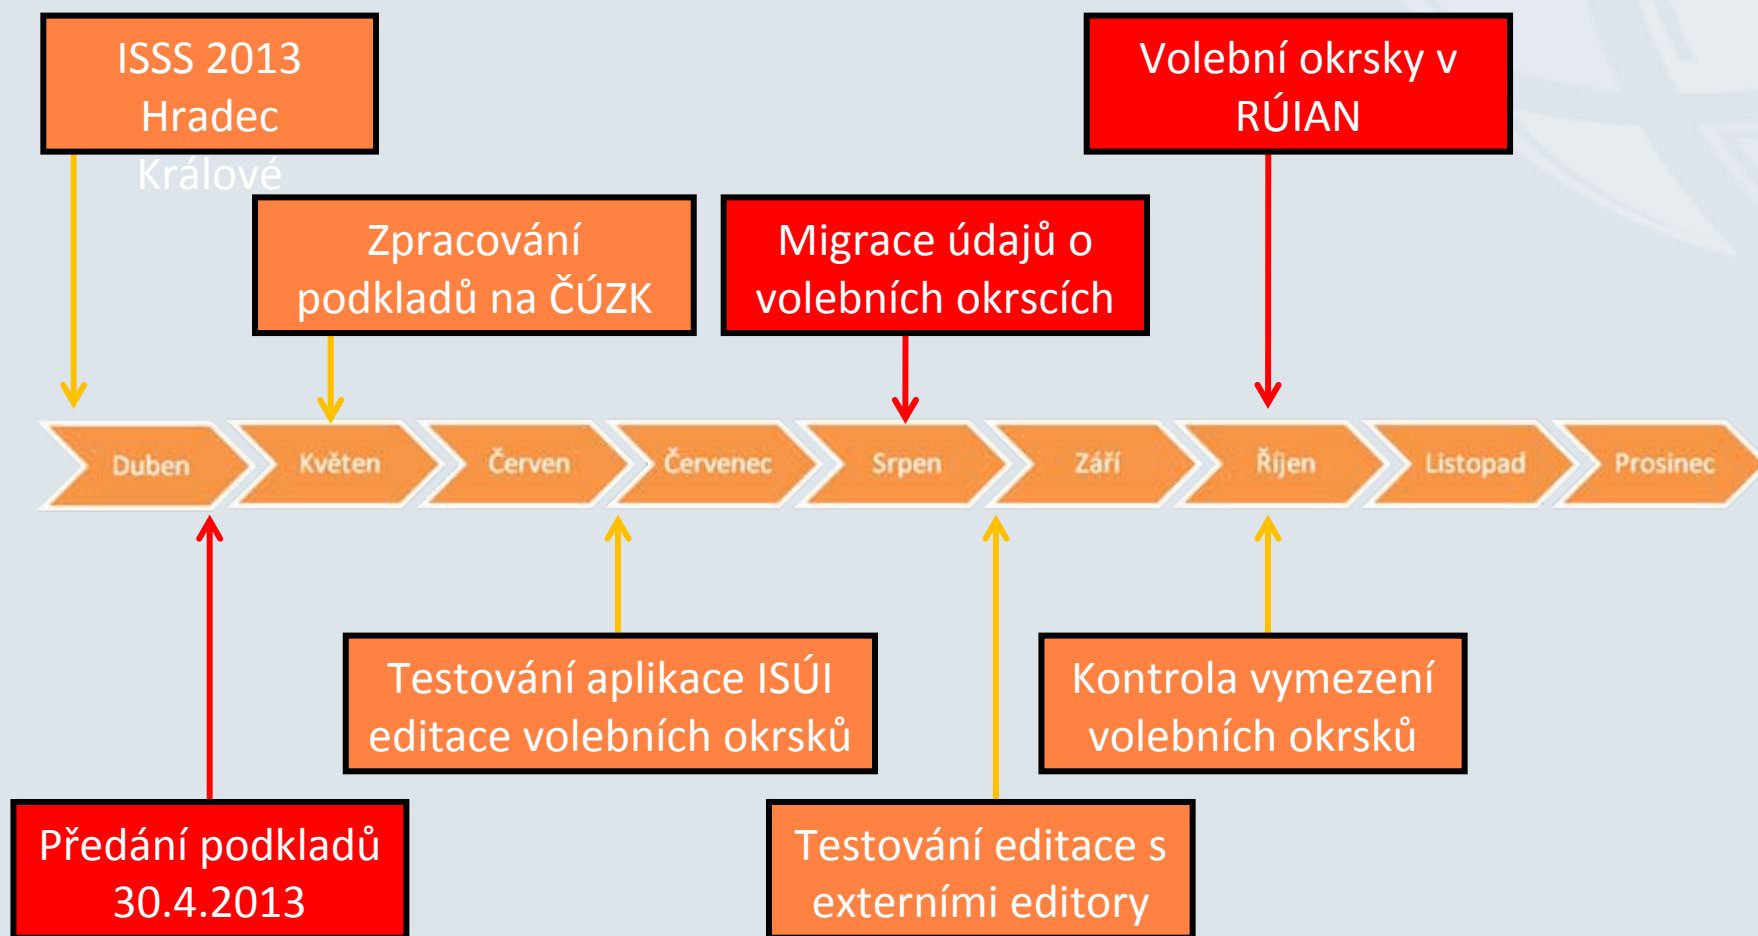 ISSS 2013
Hradec
Králové
Volební okrsky v
RÚIAN
Zpracování
podkladů na ČÚZK
Migrace údajů o
volebních okrscích
Duben
Květen
Červen
Červenec
Srpen
Září
Říjen
Listopad
Prosinec
Testování aplikace ISÚI
editace volebních okrsků
Kontrola vymezení
volebních okrsků
Předání podkladů
30.4.2013
Testování editace s
externími editory